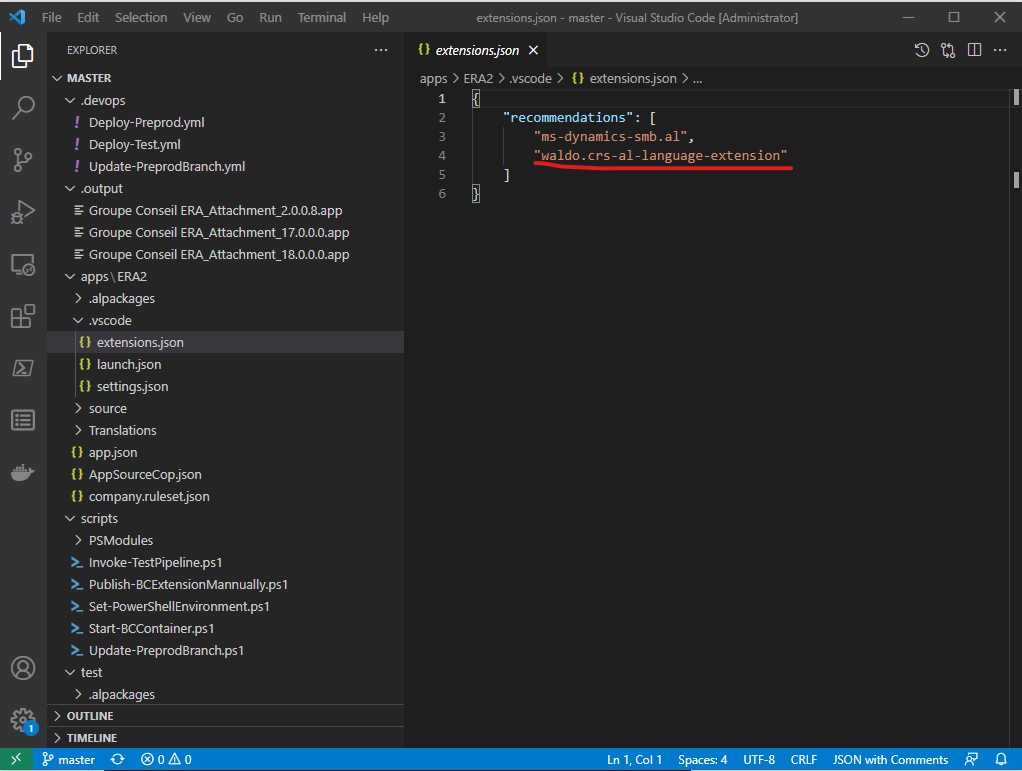 File Edit Selection View Go Run Terminal Help extensions.json - master - Visual Studio Code [Administrator]
EXPLORER
MASTER
.devops
Deploy-Preprod.yml
Deploy-Test.yml
Update-PreprodBranch.yml
.output
Groupe Conseil ERA_Attachment_2.0.0.8.app
Groupe Conseil ERA_Attachment_17.0.0.0.app
Groupe Conseil ERA_Attachment_18.0.0.0.app
apps\ERA2
.alpackages
.vscode
{} extensions.json
{} launch.json
{} settings.json
source
Translations
{} app.json
{} AppSourceCop.json
{} company.ruleset.json
scripts
PSModules
Invoke-TestPipeline.ps1
Publish-BCExtensionMannually.ps1
Set-PowerShellEnvironment.ps1
Start-BCContainer.ps1
Update-PreprodBranch.ps1
test
.alpackages
OUTLINE
TIMELINE
1
{} extensions.json
apps > ERA2 > .vscode > {} extensions.json > ...
1 {
2 "recommendations": [
3 "ms-dynamics-smb.al",
4 "waldo.crs-al-language-extension"
5 ]
6 }
master 0 0 Ln 1, Col 1 Spaces: 4 UTF-8 CRLF JSON with Comments